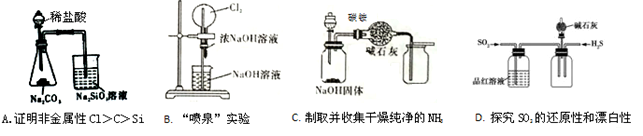 稀盐酸
Na₂CO₃
Na₂SiO₃溶液
A.证明非金属性Cl>C>Si
Cl₂
浓NaOH溶液
NaOH溶液
B. “喷泉”实验
碱石灰
NaOH固体
C. 制取并收集干燥纯净的NH₃
碱石灰
SO₂
H₂S
品红溶液
D. 探究SO₂的还原性和漂白性